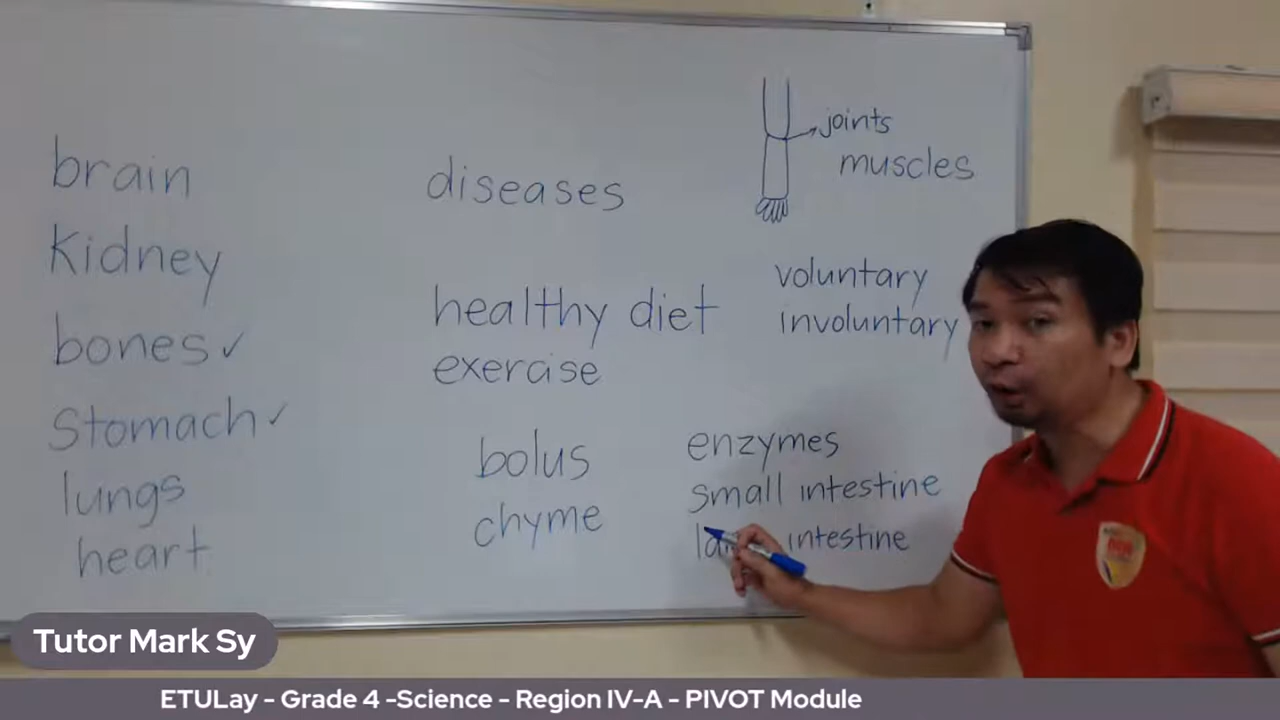 brain
Kidney
bones ✓
Stomach ✓
lungs
heart
diseases
healthy diet
exercise
bolus
chyme
joints
muscles
voluntary
involuntary
enzymes
small intestine
intestine
Tutor Mark Sy
ETULay - Grade 4 -Science - Region IV-A - PIVOT Module